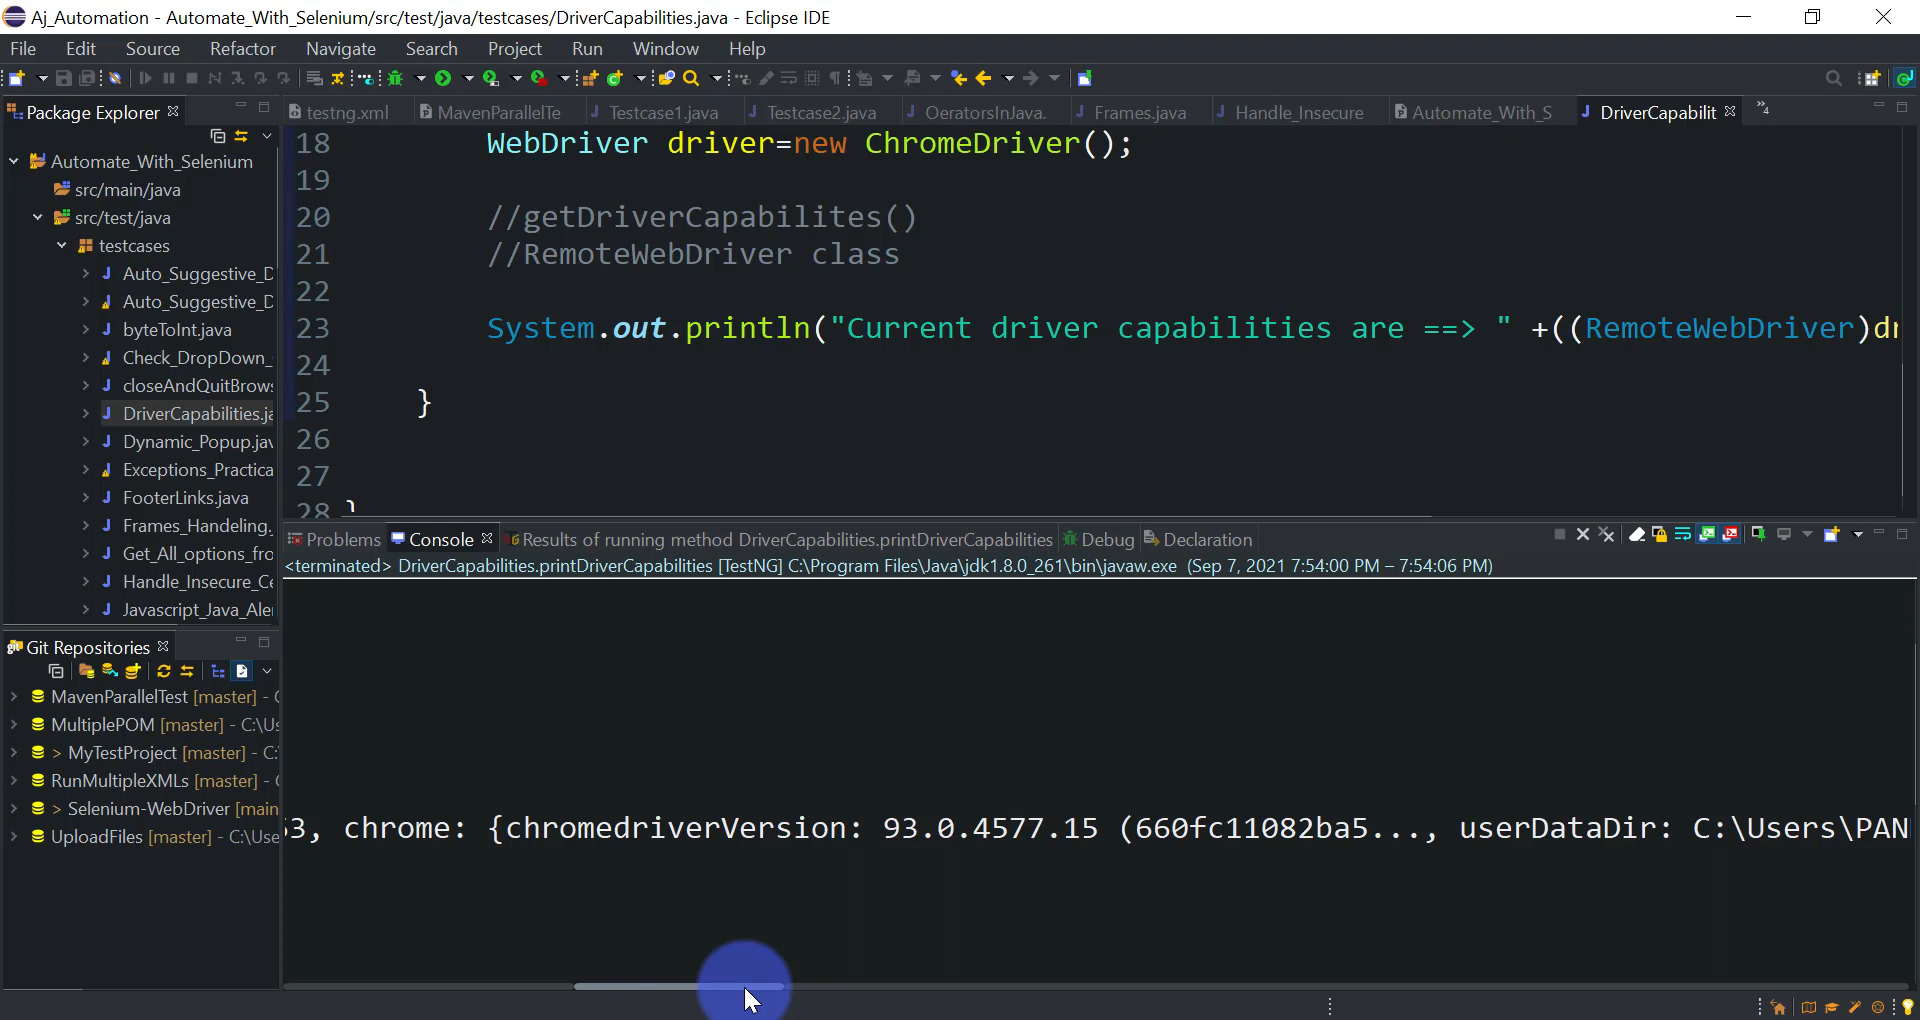 Aj_Automation - Automate_With_Selenium/src/test/java/testcases/DriverCapabilities.java - Eclipse IDE
File Edit Source Refactor Navigate Search Project Run Window Help
Package Explorer
testng.xml MavenParallelTe Testcase1.java Testcase2.java OeratorsInJava. Frames.java Handle_Insecure Automate_With_S DriverCapabilit »4
Automate_With_Selenium
src/main/java
src/test/java
testcases
Auto_Suggestive_D
Auto_Suggestive_D
byteToInt.java
Check_DropDown_
closeAndQuitBrows
DriverCapabilities.ja
Dynamic_Popup.jav
Exceptions_Practica
FooterLinks.java
Frames_Handeling.
Get_All_options_fro
Handle_Insecure_Ce
Javascript_Java_Aler
18 WebDriver driver=new ChromeDriver();
19
20 //getDriverCapabilites()
21 //RemoteWebDriver class
22
23 System.out.println("Current driver capabilities are ==> " +((RemoteWebDriver)dr
24
25 }
26
27
28 }
Problems Console Results of running method DriverCapabilities.printDriverCapabilities Debug Declaration
<terminated> DriverCapabilities.printDriverCapabilities [TestNG] C:\Program Files\Java\jdk1.8.0_261\bin\javaw.exe (Sep 7, 2021 7:54:00 PM – 7:54:06 PM)
3, chrome: {chromedriverVersion: 93.0.4577.15 (660fc11082ba5..., userDataDir: C:\Users\PAN
Git Repositories
MavenParallelTest [master] - C
MultiplePOM [master] - C:\Us
> MyTestProject [master] - C:
RunMultipleXMLs [master] - C
> Selenium-WebDriver [main
UploadFiles [master] - C:\Use